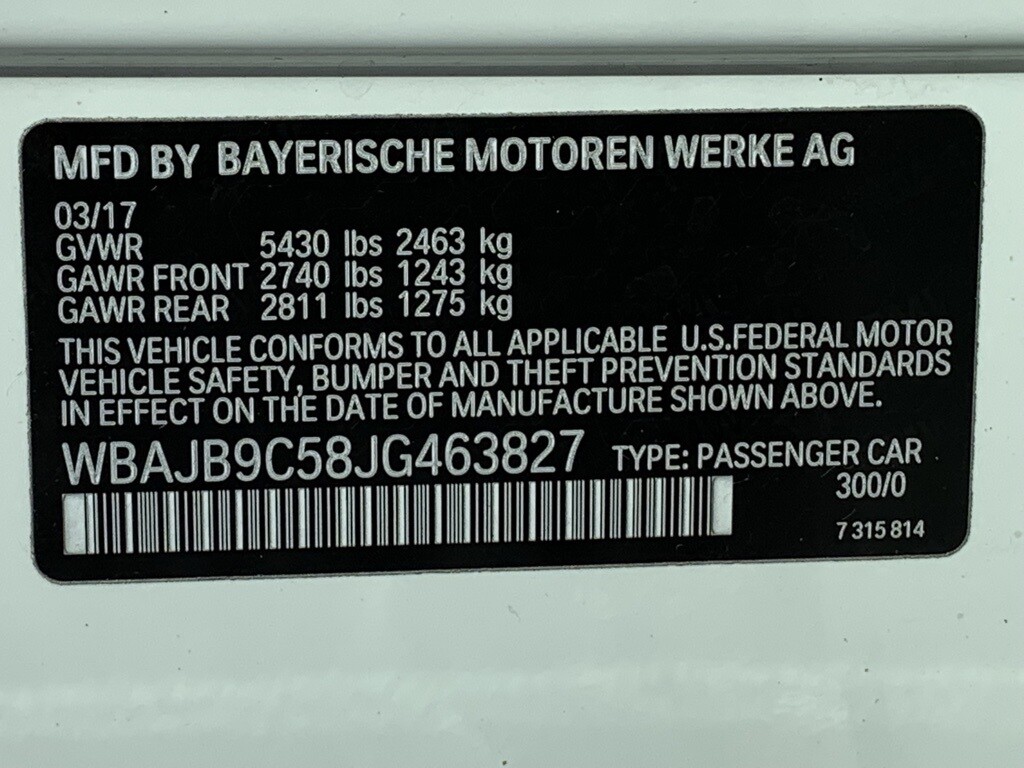 MFD BY BAYERISCHE MOTOREN WERKE AG
03/17
GVWR 5430 lbs 2463 kg
GAWR FRONT 2740 lbs 1243 kg
GAWR REAR 2811 lbs 1275 kg
THIS VEHICLE CONFORMS TO ALL APPLICABLE U.S.FEDERAL MOTOR
VEHICLE SAFETY, BUMPER AND THEFT PREVENTION STANDARDS
IN EFFECT ON THE DATE OF MANUFACTURE SHOWN ABOVE.
WBAJB9C58JG463827 TYPE: PASSENGER CAR
300/0
7 315 814